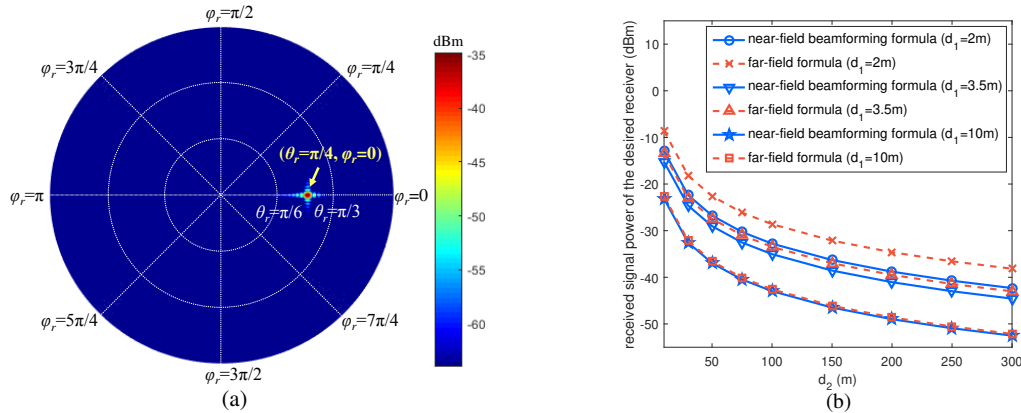 (a)
φr=π/2
dBm
φr=3π/4
φr=π/4
(θr=π/4, φr=0)
φr=π
φr=0
θr=π/6
θr=π/3
φr=5π/4
φr=7π/4
φr=3π/2
-35
-40
-45
-50
-55
-60
(a)
(b)
near-field beamforming formula (d1=2m)
far-field formula (d1=2m)
near-field beamforming formula (d1=3.5m)
far-field formula (d1=3.5m)
near-field beamforming formula (d1=10m)
far-field formula (d1=10m)
received signal power of the desired receiver (dBm)
10
0
-10
-20
-30
-40
-50
50
100
150
200
250
300
d2 (m)
(b)